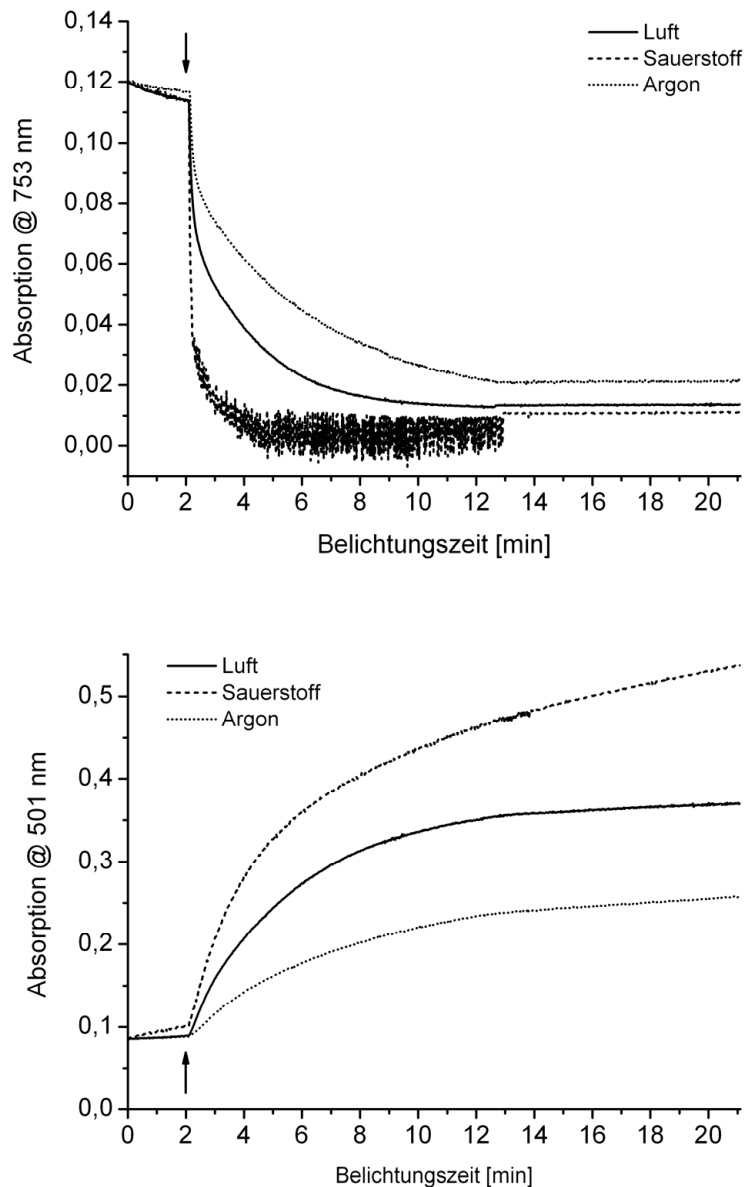 0,14
0,12
0,10
0,08
0,06
0,04
0,02
0,00
Absorption @ 753 nm
Luft
Sauerstoff
Argon
0 2 4 6 8 10 12 14 16 18 20
Belichtungszeit [min]
0,5
0,4
0,3
0,2
0,1
0,0
Absorption @ 501 nm
Luft
Sauerstoff
Argon
0 2 4 6 8 10 12 14 16 18 20
Belichtungszeit [min]